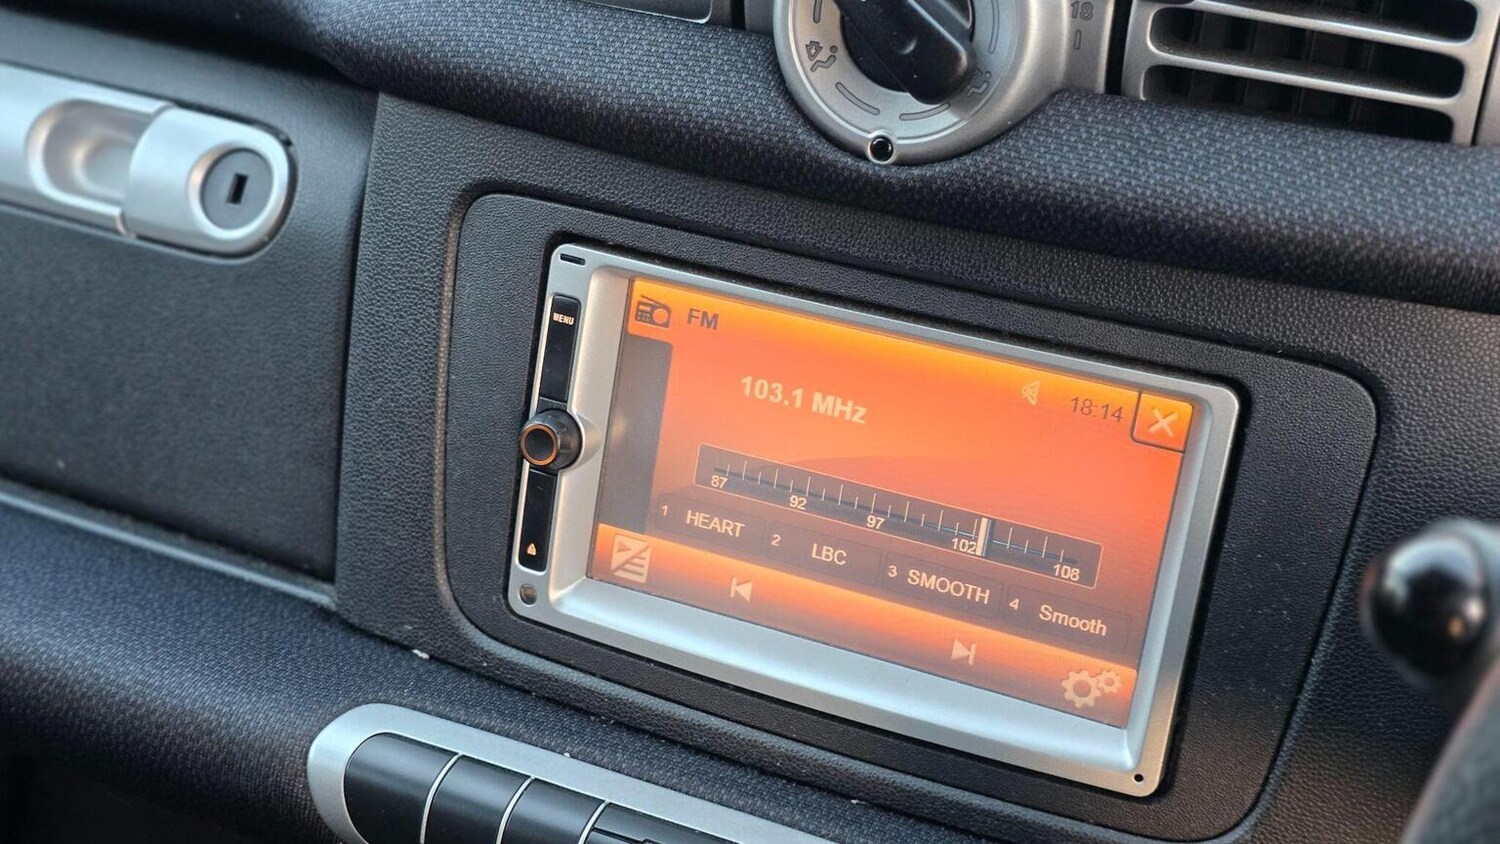 18
MENU
FM
103.1 MHz
18:14
87 92 97 102 108
1 HEART 2 LBC 3 SMOOTH 4 Smooth